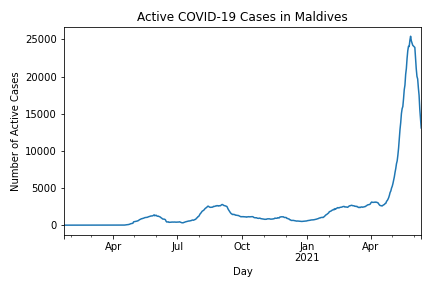 Active COVID-19 Cases in Maldives
Number of Active Cases
25000
20000
15000
10000
5000
0
Apr
Jul
Oct
Jan
2021
Apr
Day